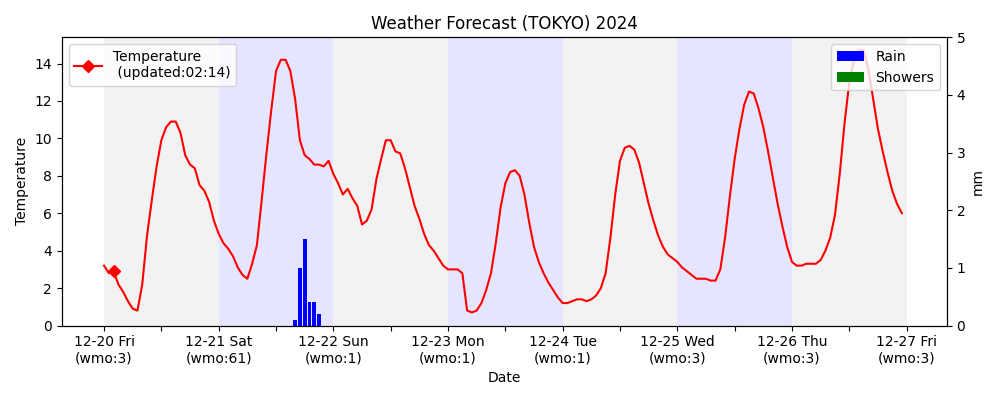 Weather Forecast (TOKYO) 2024
Temperature
(updated:02:14)
Rain
Showers
Temperature
14
12
10
8
6
4
2
0
5
4
3
2
1
0
mm
12-20 Fri
(wmo:3)
12-21 Sat
(wmo:61)
12-22 Sun
(wmo:1)
12-23 Mon
(wmo:1)
12-24 Tue
(wmo:1)
12-25 Wed
(wmo:3)
12-26 Thu
(wmo:3)
12-27 Fri
(wmo:3)
Date